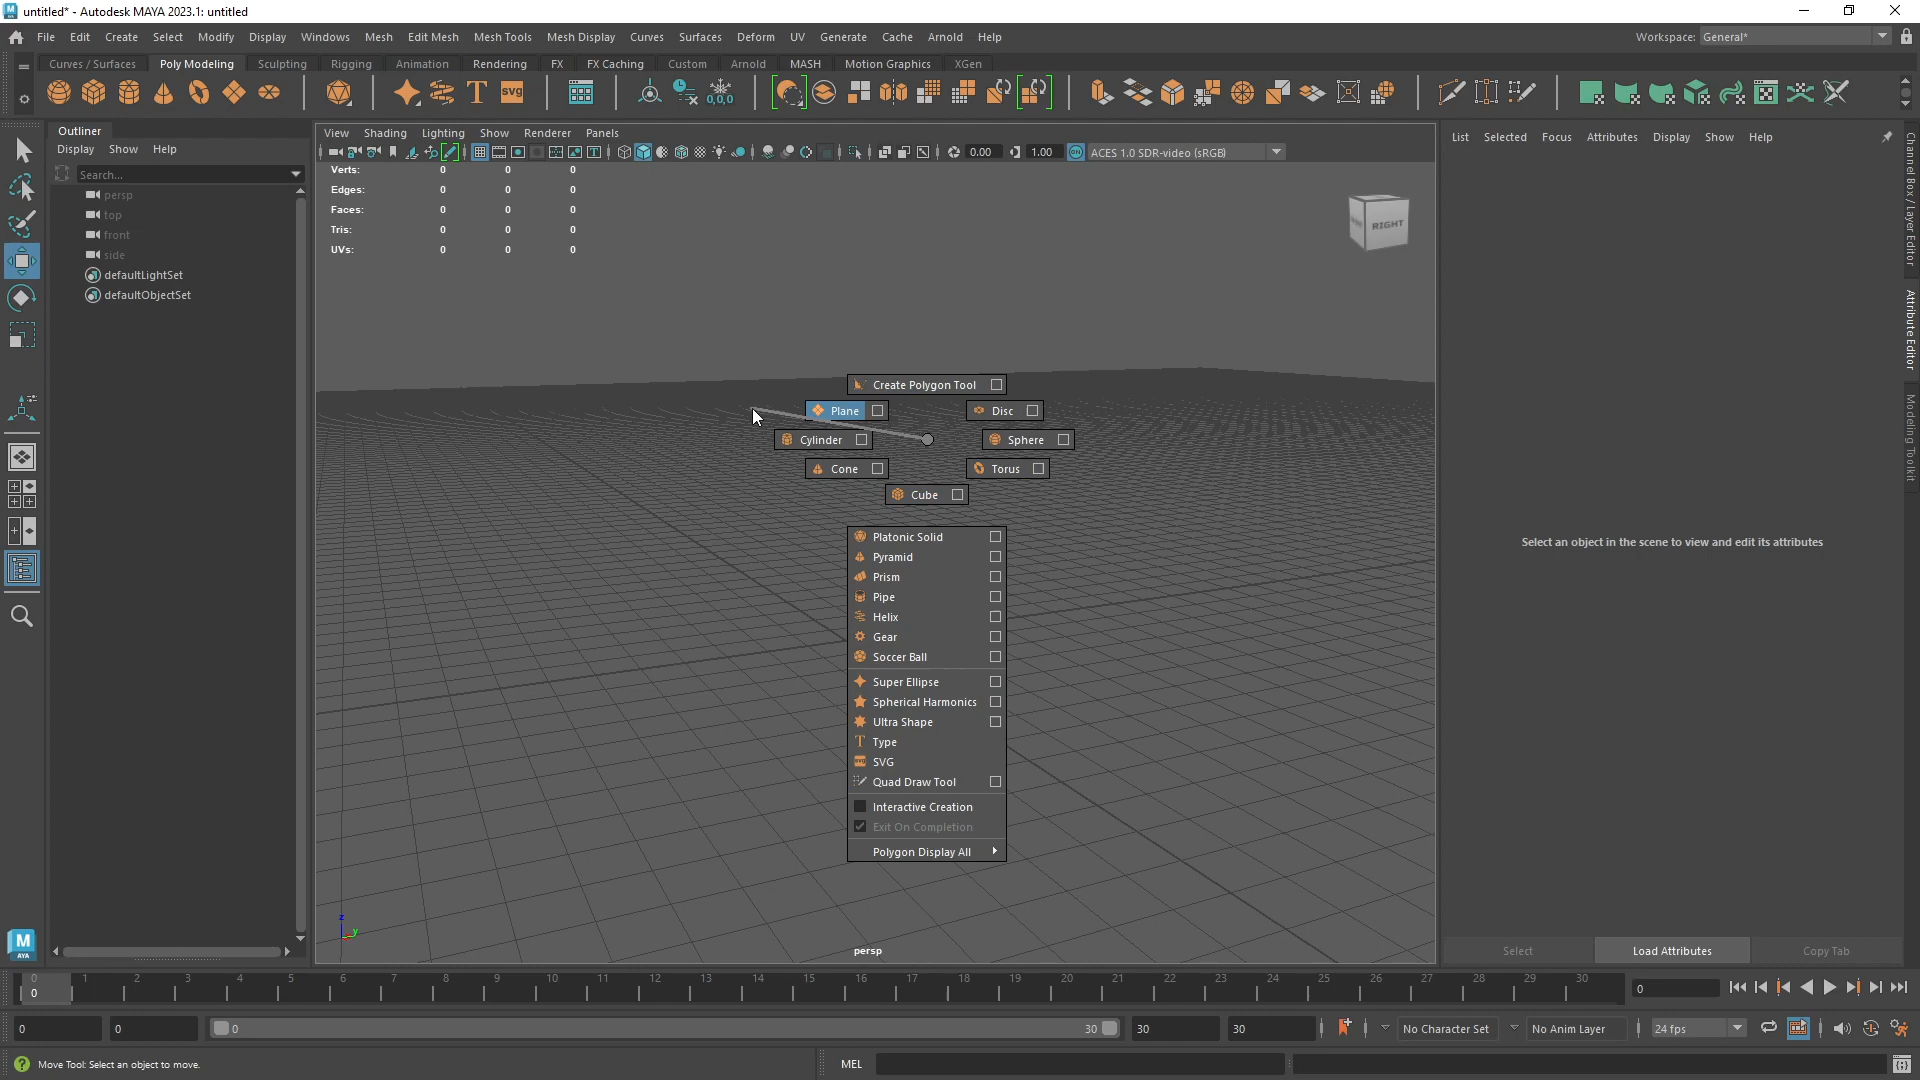 untitled* - Autodesk MAYA 2023.1: untitled
File Edit Create Select Modify Display Windows Mesh Edit Mesh Mesh Tools Mesh Display Curves Surfaces Deform UV Generate Cache Arnold Help
Workspace: General*
Curves / Surfaces Poly Modeling Sculpting Rigging Animation Rendering FX FX Caching Custom Arnold MASH Motion Graphics XGen
T SVG 0,0,0
Outliner
Display Show Help
Search...
persp
top
front
side
defaultLightSet
defaultObjectSet
View Shading Lighting Show Renderer Panels
0.00 1.00 ON ACES 1.0 SDR-video (sRGB)
Verts: 0 0 0
Edges: 0 0 0
Faces: 0 0 0
Tris: 0 0 0
UVs: 0 0 0
RIGHT
Create Polygon Tool
Plane Disc
Cylinder Sphere
Cone Torus
Cube
Platonic Solid
Pyramid
Prism
Pipe
Helix
Gear
Soccer Ball
Super Ellipse
Spherical Harmonics
Ultra Shape
Type
SVG
Quad Draw Tool
Interactive Creation
Exit On Completion
Polygon Display All
z
y
persp
List Selected Focus Attributes Display Show Help
Select an object in the scene to view and edit its attributes
Select Load Attributes Copy Tab
Channel Box / Layer Editor
Attribute Editor
Modeling Toolkit
M
AYA
0 1 2 3 4 5 6 7 8 9 10 11 12 13 14 15 16 17 18 19 20 21 22 23 24 25 26 27 28 29 30
0 0
0 0 0 30 30 30 No Character Set No Anim Layer 24 fps
Move Tool: Select an object to move. MEL